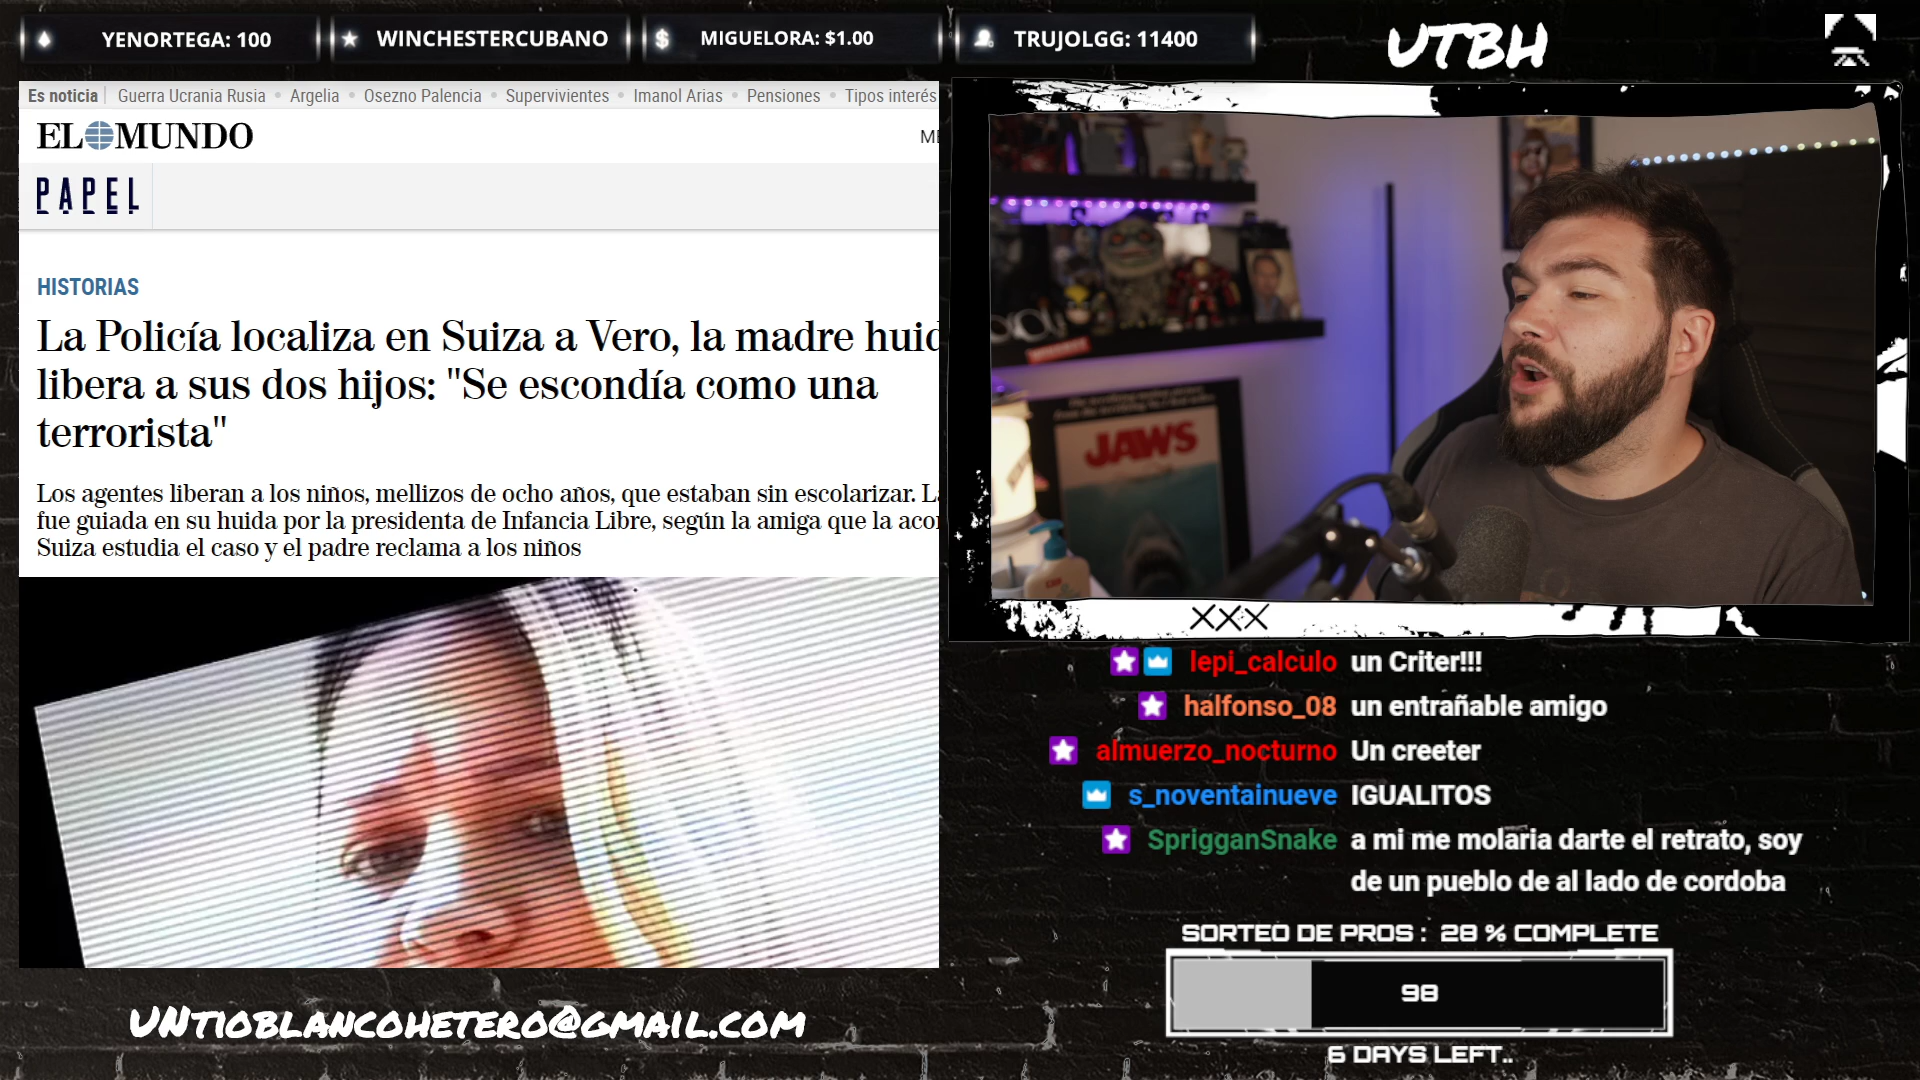 YENORTEGA: 100
WINCHESTERCUBANO
MIGUELORA: $1.00
TRUJOLGG: 11400
UTBH
Es noticia
Guerra Ucrania Rusia • Argelia • Osezno Palencia • Supervivientes • Imanol Arias • Pensiones • Tipos interés
EL MUNDO
PAPEL
HISTORIAS
La Policía localiza en Suiza a Vero, la madre huid
libera a sus dos hijos: "Se escondía como una
terrorista"
Los agentes liberan a los niños, mellizos de ocho años, que estaban sin escolarizar. La
fue guiada en su huida por la presidenta de Infancia Libre, según la amiga que la aco
Suiza estudia el caso y el padre reclama a los niños
JAWS
XXX
lepi_calculo un Criter!!!
halfonso_08 un entrañable amigo
almuerzo_nocturno Un creeter
s_noventainueve IGUALITOS
SprigganSnake a mi me molaria darte el retrato, soy
de un pueblo de al lado de cordoba
SORTEO DE PROS : 28 % COMPLETE
98
6 DAYS LEFT..
UNtioblancohetero@gmail.com